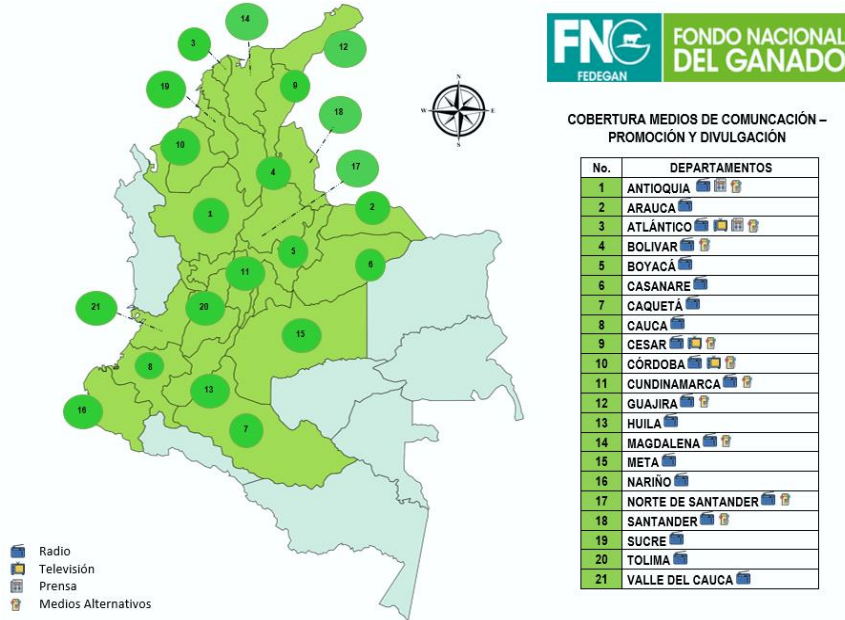 FNG
FEDEGAN
FONDO NACIONAL
DEL GANADO
COBERTURA MEDIOS DE COMUNCACIÓN –
PROMOCIÓN Y DIVULGACIÓN
No. DEPARTAMENTOS
1 ANTIOQUIA
2 ARAUCA
3 ATLÁNTICO
4 BOLIVAR
5 BOYACÁ
6 CASANARE
7 CAQUETÁ
8 CAUCA
9 CESAR
10 CÓRDOBA
11 CUNDINAMARCA
12 GUAJIRA
13 HUILA
14 MAGDALENA
15 META
16 NARIÑO
17 NORTE DE SANTANDER
18 SANTANDER
19 SUCRE
20 TOLIMA
21 VALLE DEL CAUCA
14
3
12
19
9
18
10
4
17
1
2
5
6
11
21
20
15
8
13
16
7
N
W
E
S
Radio
Televisión
Prensa
Medios Alternativos